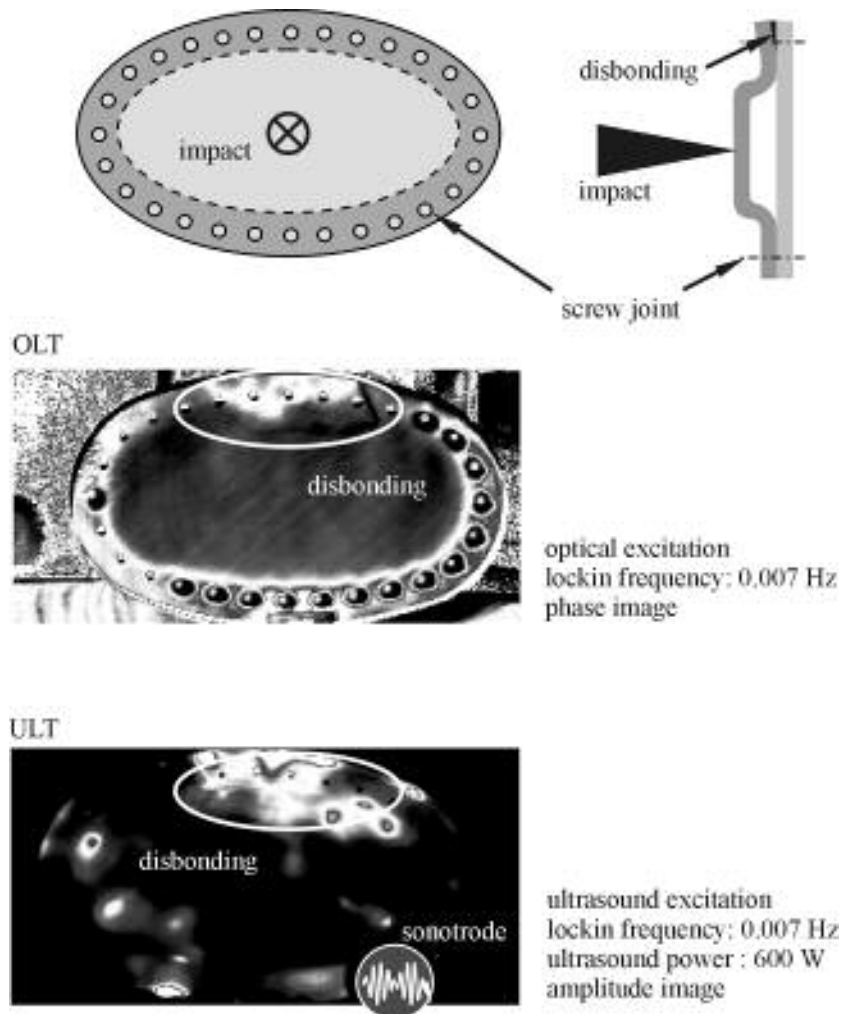 disbonding
impact
impact
screw joint
OLT
disbonding
optical excitation
lockin frequency: 0.007 Hz
phase image
ULT
disbonding
sonotrode
ultrasound excitation
lockin frequency: 0.007 Hz
ultrasound power : 600 W
amplitude image